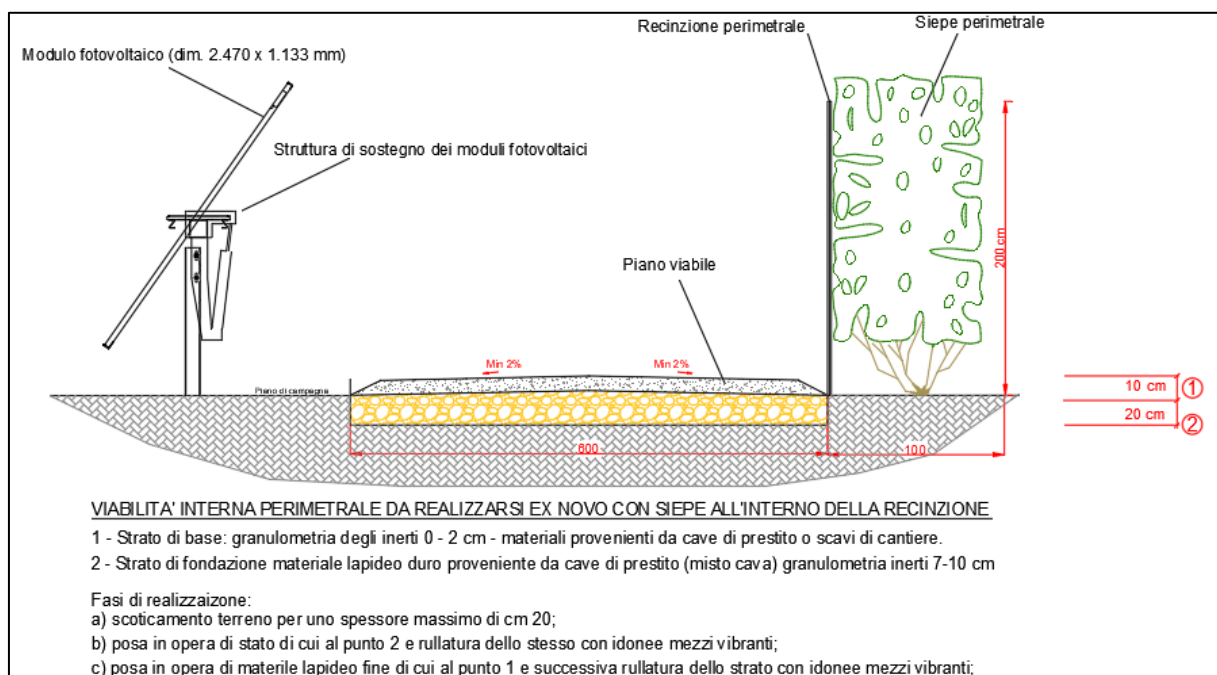 Recinzione perimetrale
Siepe perimetrale
Modulo fotovoltaico (dim. 2.470 x 1.133 mm)
Struttura di sostegno dei moduli fotovoltaici
200 cm
Piano viabile
Min 2%
Min 2%
Piano di campagna
10 cm
1
20 cm
2
600
100
VIABILITA' INTERNA PERIMETRALE DA REALIZZARSI EX NOVO CON SIEPE ALL'INTERNO DELLA RECINZIONE
1 - Strato di base: granulometria degli inerti 0 - 2 cm - materiali provenienti da cave di prestito o scavi di cantiere.
2 - Strato di fondazione materiale lapideo duro proveniente da cave di prestito (misto cava) granulometria inerti 7-10 cm
Fasi di realizzaizone:
a) scoticamento terreno per uno spessore massimo di cm 20;
b) posa in opera di stato di cui al punto 2 e rullatura dello stesso con idonee mezzi vibranti;
c) posa in opera di materile lapideo fine di cui al punto 1 e successiva rullatura dello strato con idonee mezzi vibranti;